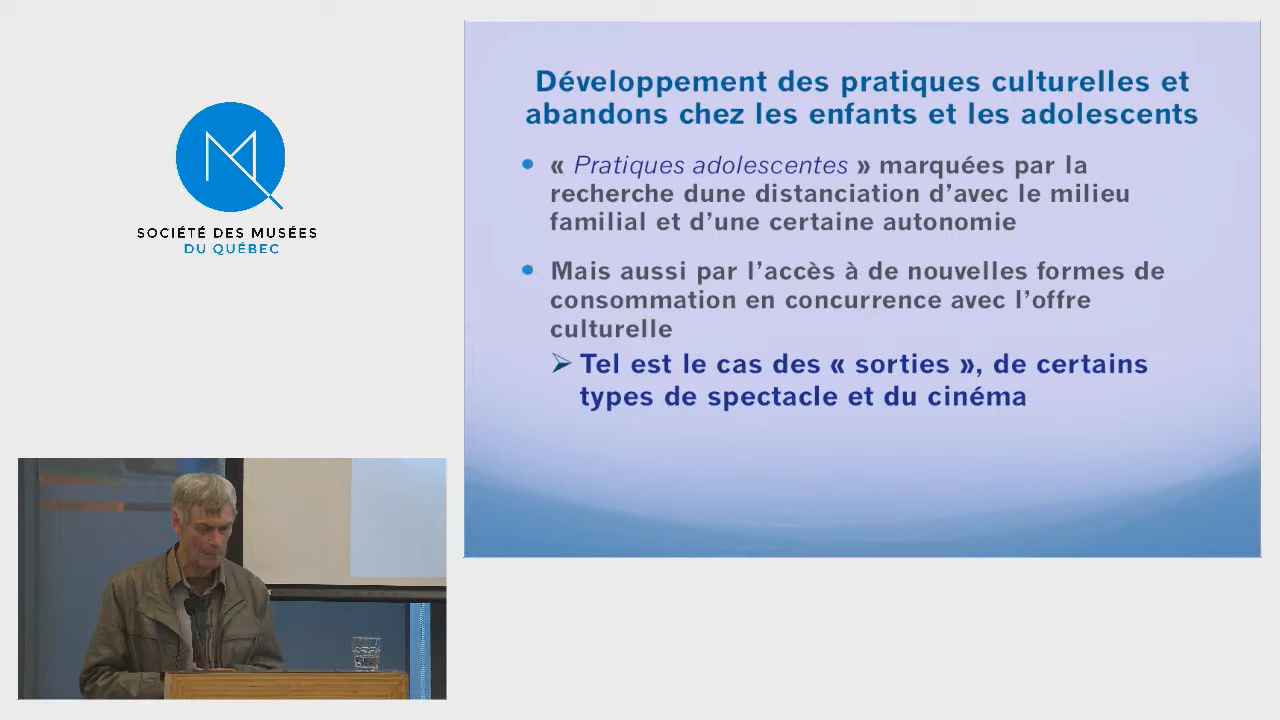 SOCIÉTÉ DES MUSÉES
DU QUÉBEC
Développement des pratiques culturelles et
abandons chez les enfants et les adolescents
• « Pratiques adolescentes » marquées par la
recherche dune distanciation d’avec le milieu
familial et d’une certaine autonomie
• Mais aussi par l’accès à de nouvelles formes de
consommation en concurrence avec l’offre
culturelle
➢ Tel est le cas des « sorties », de certains
types de spectacle et du cinéma